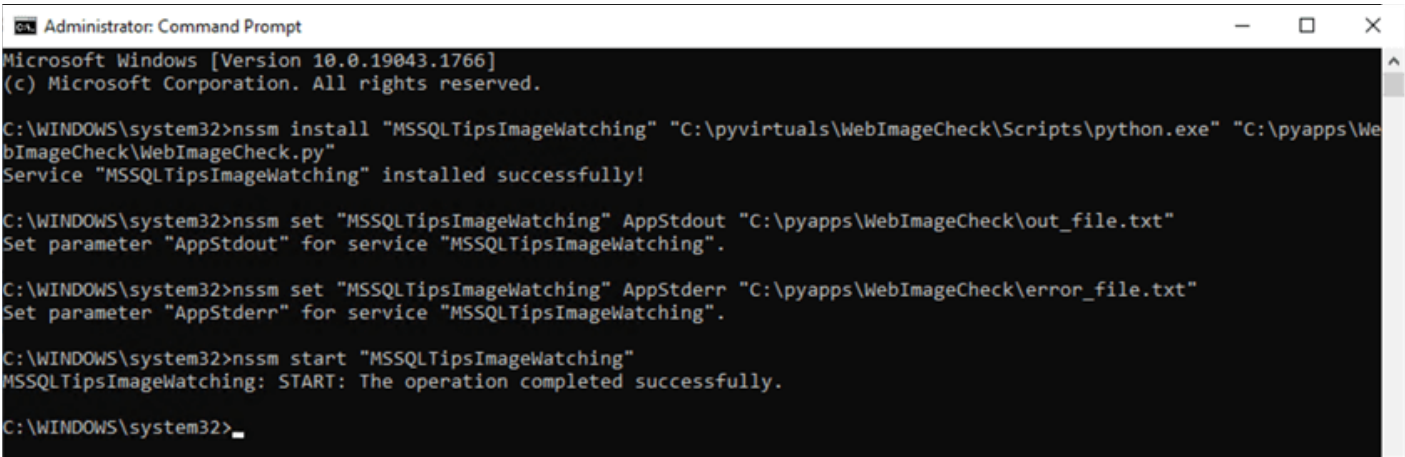 Administrator: Command Prompt
Microsoft Windows [Version 10.0.19043.1766]
(c) Microsoft Corporation. All rights reserved.
C:\WINDOWS\system32>nssm install "MSSQLTipsImageWatching" "C:\pyvirtuals\WebImageCheck\Scripts\python.exe" "C:\pyapps\We
bImageCheck\WebImageCheck.py"
Service "MSSQLTipsImageWatching" installed successfully!
C:\WINDOWS\system32>nssm set "MSSQLTipsImageWatching" AppStdout "C:\pyapps\WebImageCheck\out_file.txt"
Set parameter "AppStdout" for service "MSSQLTipsImageWatching".
C:\WINDOWS\system32>nssm set "MSSQLTipsImageWatching" AppStderr "C:\pyapps\WebImageCheck\error_file.txt"
Set parameter "AppStderr" for service "MSSQLTipsImageWatching".
C:\WINDOWS\system32>nssm start "MSSQLTipsImageWatching"
MSSQLTipsImageWatching: START: The operation completed successfully.
C:\WINDOWS\system32>